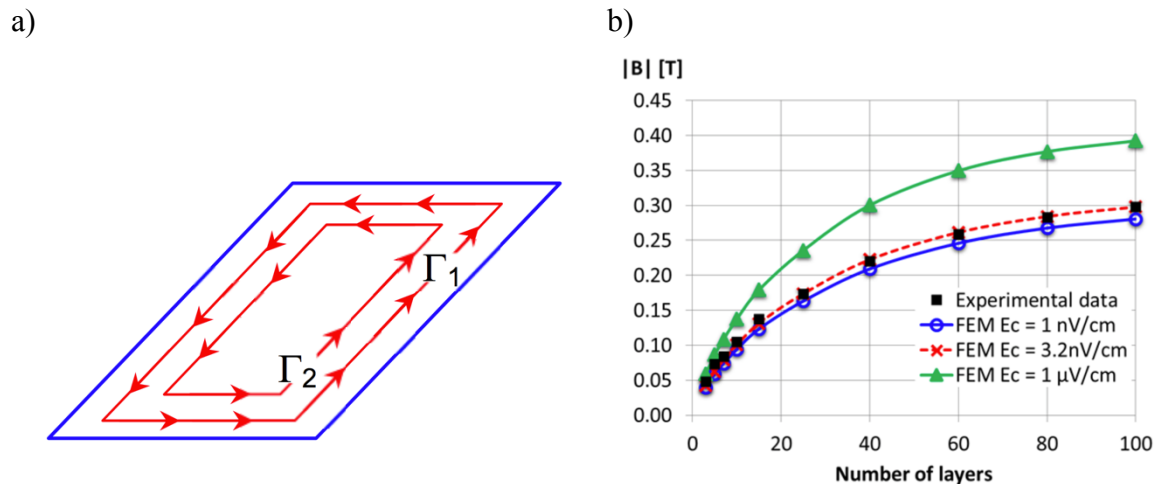 a)
Γ1
Γ2
b)
|B| [T]
0.45
0.40
0.35
0.30
0.25
0.20
0.15
0.10
0.05
0.00
Experimental data
FEM Ec = 1 nV/cm
FEM Ec = 3.2nV/cm
FEM Ec = 1 µV/cm
0 20 40 60 80 100
Number of layers